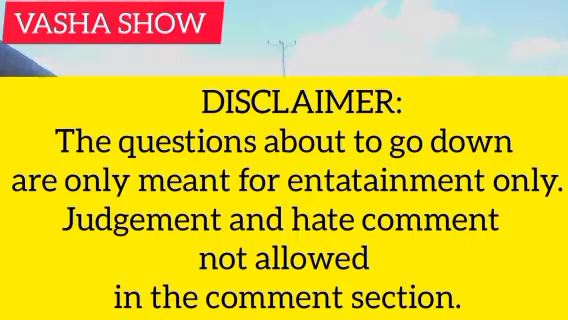 VASHA SHOW
DISCLAIMER:
The questions about to go down
are only meant for entatainment only.
Judgement and hate comment
not allowed
in the comment section.